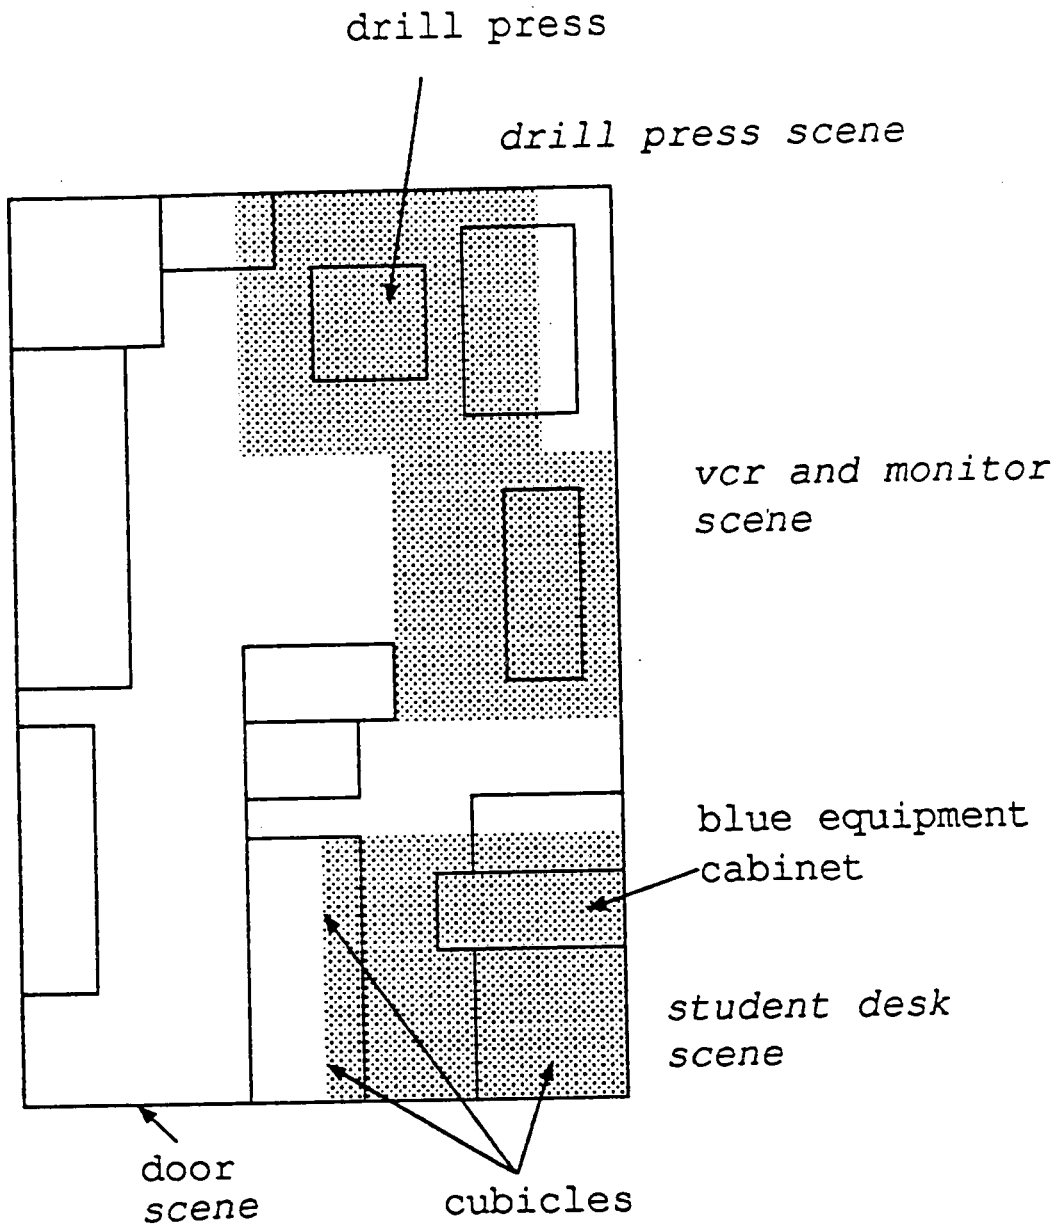 drill press
drill press scene
vcr and monitor
scene
blue equipment
cabinet
student desk
scene
door
scene
cubicles